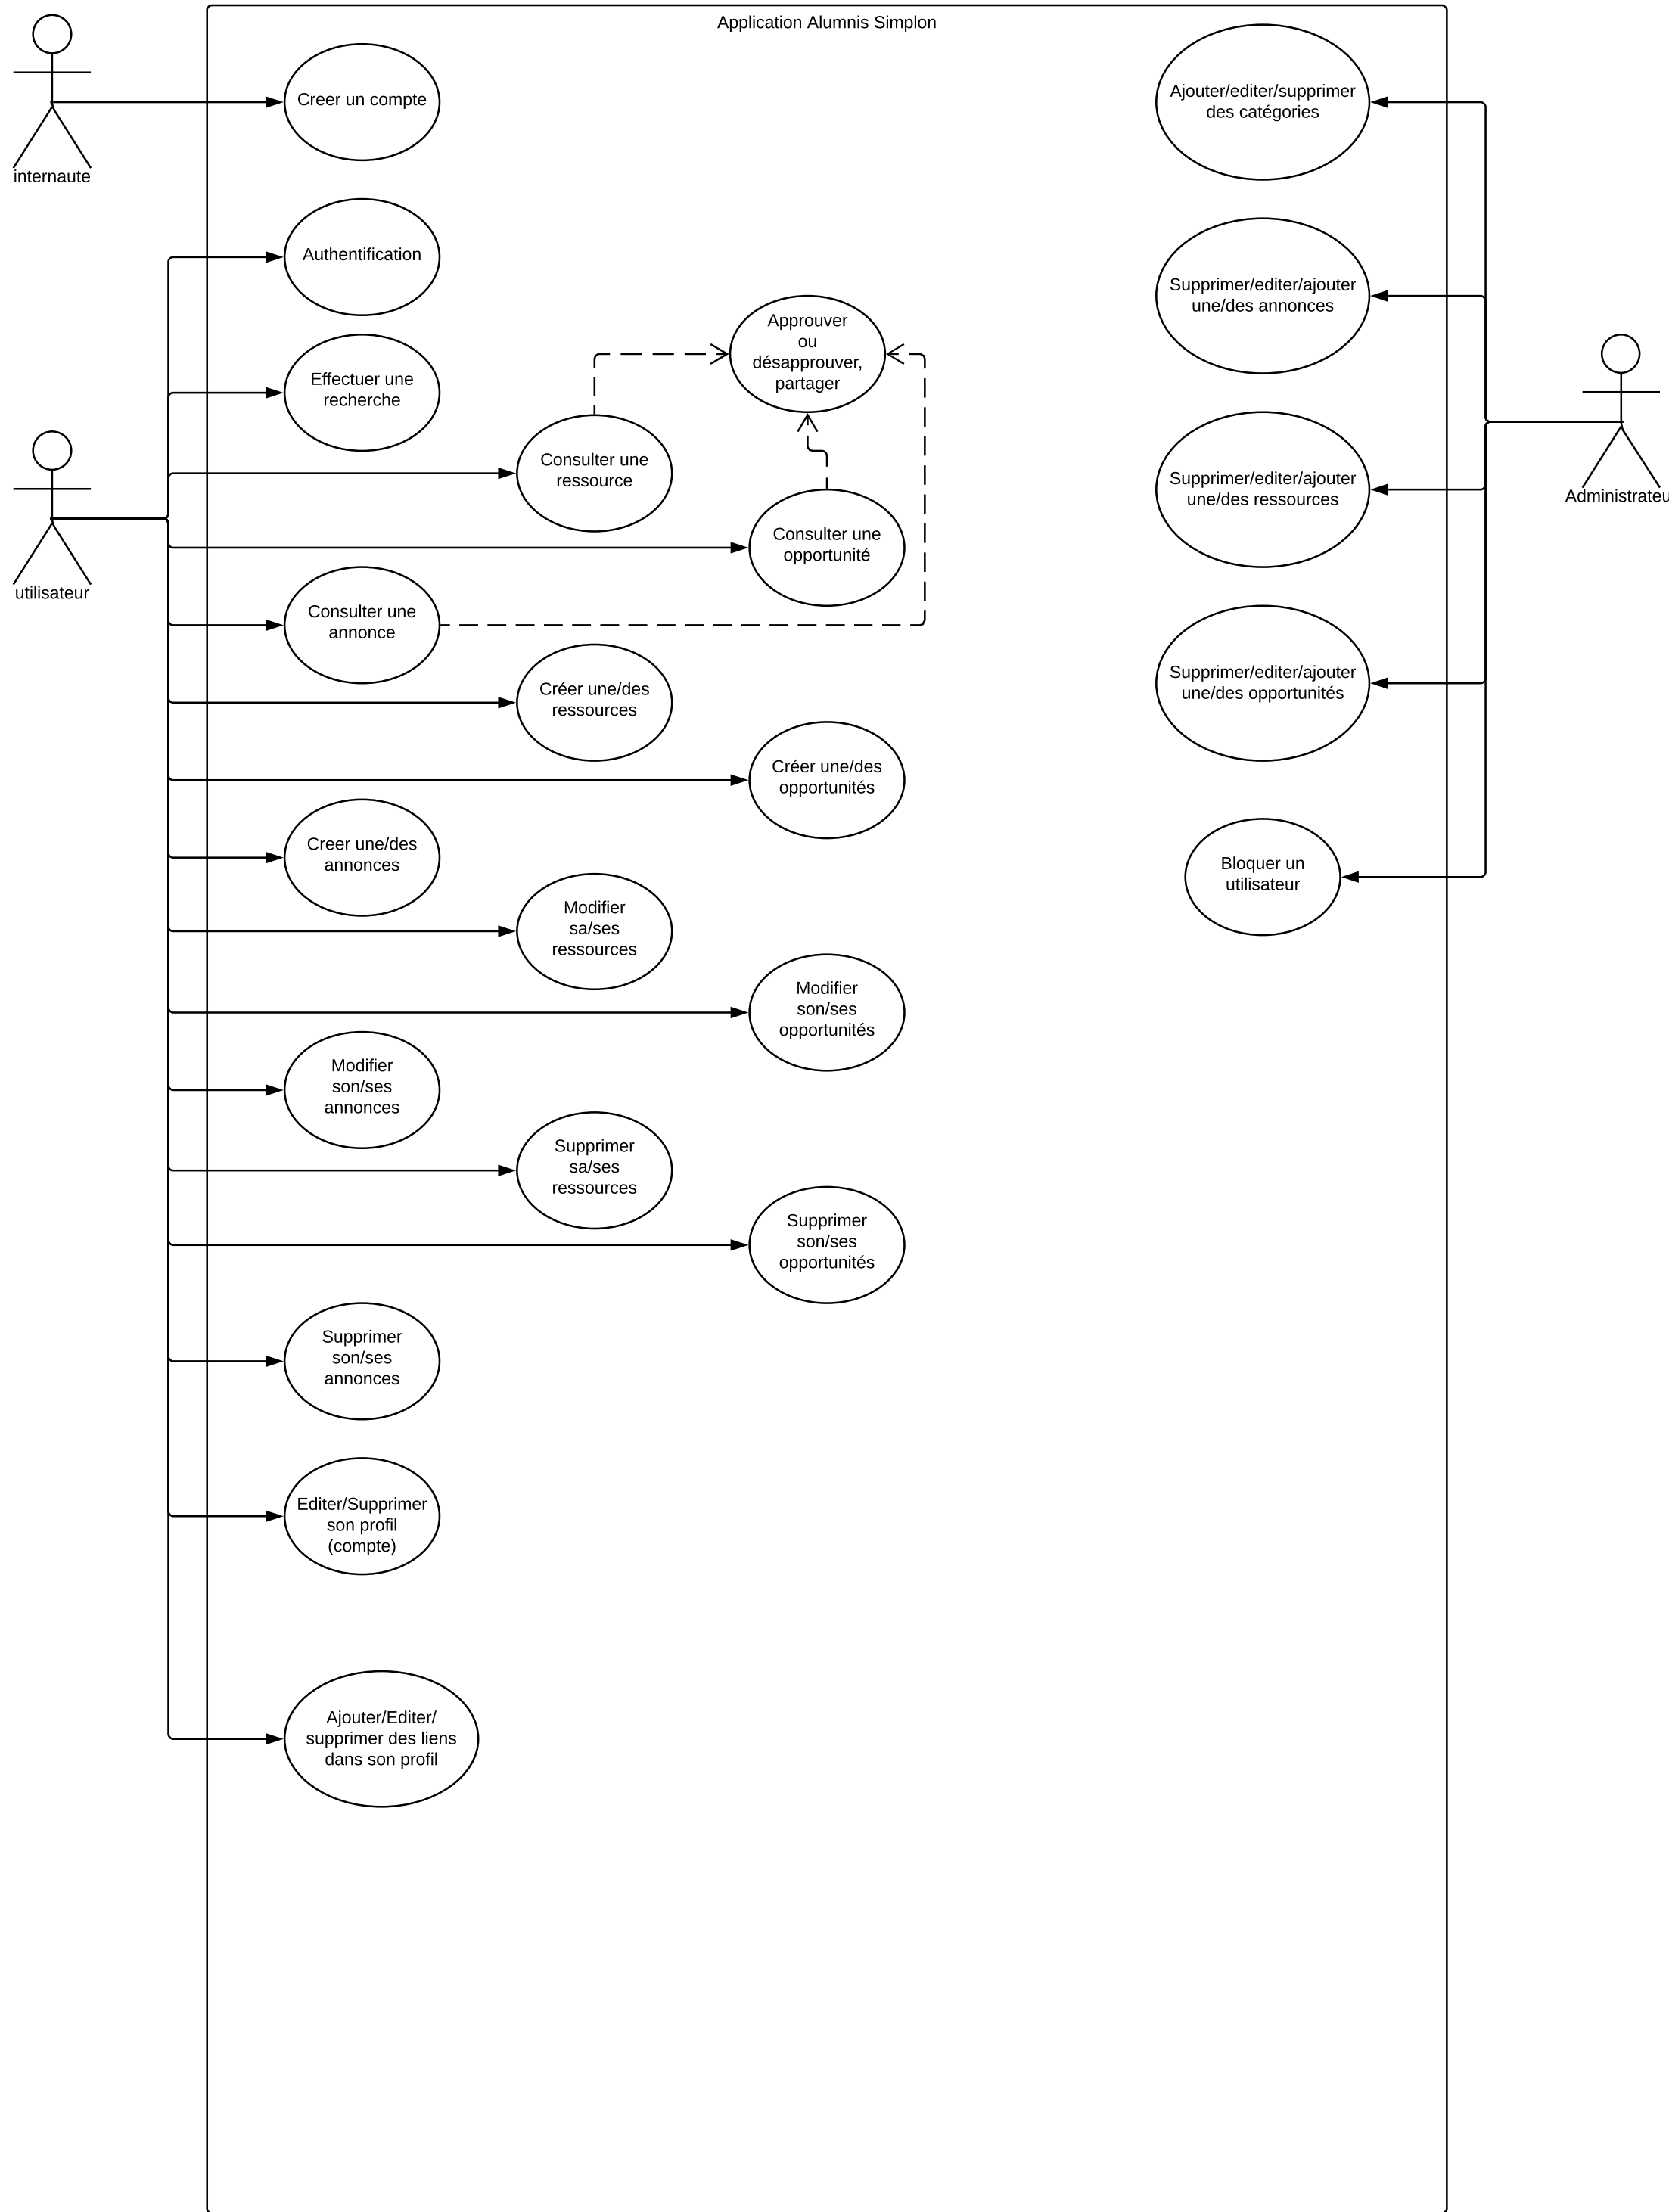 Application Alumnis Simplon
internaute
Creer un compte
Authentification
Effectuer une
recherche
utilisateur
Approuver
ou
désapprouver,
partager
Consulter une
ressource
Consulter une
opportunité
Consulter une
annonce
Créer une/des
ressources
Créer une/des
opportunités
Creer une/des
annonces
Modifier
sa/ses
ressources
Modifier
son/ses
opportunités
Modifier
son/ses
annonces
Supprimer
sa/ses
ressources
Supprimer
son/ses
opportunités
Supprimer
son/ses
annonces
Editer/Supprimer
son profil
(compte)
Ajouter/Editer/
supprimer des liens
dans son profil
Ajouter/editer/supprimer
des catégories
Supprimer/editer/ajouter
une/des annonces
Supprimer/editer/ajouter
une/des ressources
Supprimer/editer/ajouter
une/des opportunités
Bloquer un
utilisateur
Administrateu